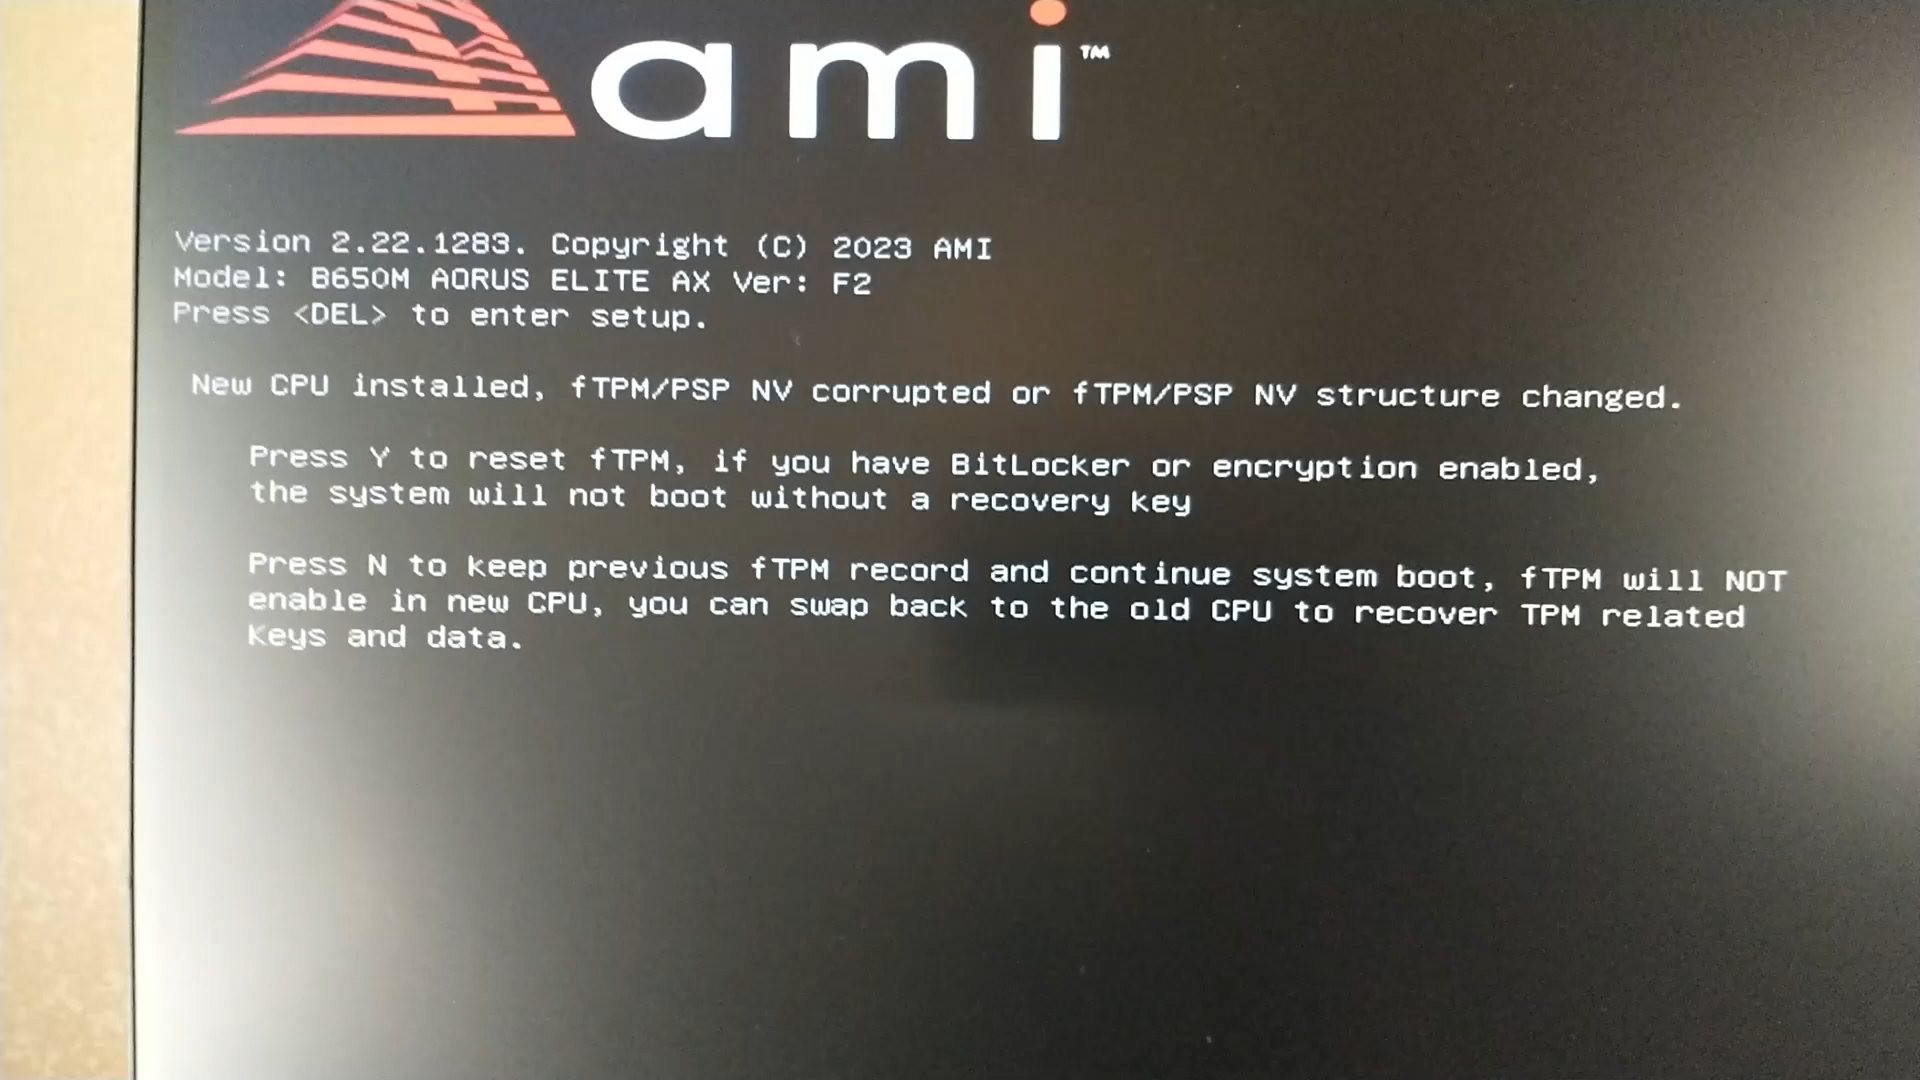 ami™
Version 2.22.1283. Copyright (C) 2023 AMI
Model: B650M AORUS ELITE AX Ver: F2
Press <DEL> to enter setup.
New CPU installed, fTPM/PSP NV corrupted or fTPM/PSP NV structure changed.
Press Y to reset fTPM, if you have BitLocker or encryption enabled,
the system will not boot without a recovery key
Press N to keep previous fTPM record and continue system boot, fTPM will NOT
enable in new CPU, you can swap back to the old CPU to recover TPM related
Keys and data.